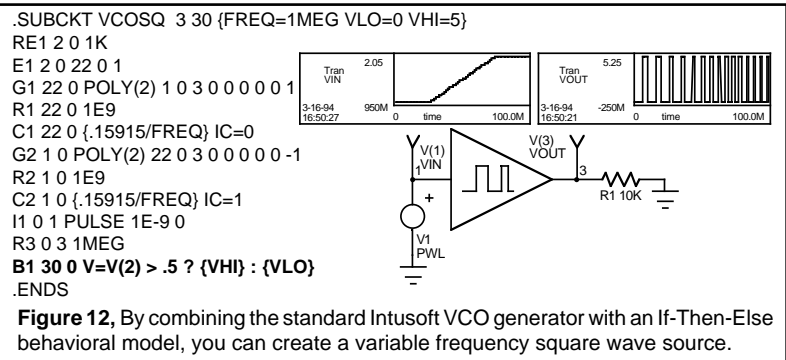 .SUBCKT VCOSQ 3 30 {FREQ=1MEG VLO=0 VHI=5}
RE1 2 0 1K
E1 2 0 22 0 1
G1 22 0 POLY(2) 1 0 3 0 0 0 0 0 1
R1 22 0 1E9
C1 22 0 {.15915/FREQ} IC=0
G2 1 0 POLY(2) 22 0 3 0 0 0 0 0 -1
R2 1 0 1E9
C2 1 0 {.15915/FREQ} IC=1
I1 0 1 PULSE 1E-9 0
R3 0 3 1MEG
B1 30 0 V=V(2) > .5 ? {VHI} : {VLO}
.ENDS
Tran
VIN
2.05
3-16-94
16:50:27
950M
0 time 100.0M
Tran
VOUT
5.25
3-16-94
16:50:21
-250M
0 time 100.0M
V(1)
VIN
1
V(3)
VOUT
3
R1 10K
+
V1
PWL
Figure 12, By combining the standard Intusoft VCO generator with an If-Then-Else
behavioral model, you can create a variable frequency square wave source.